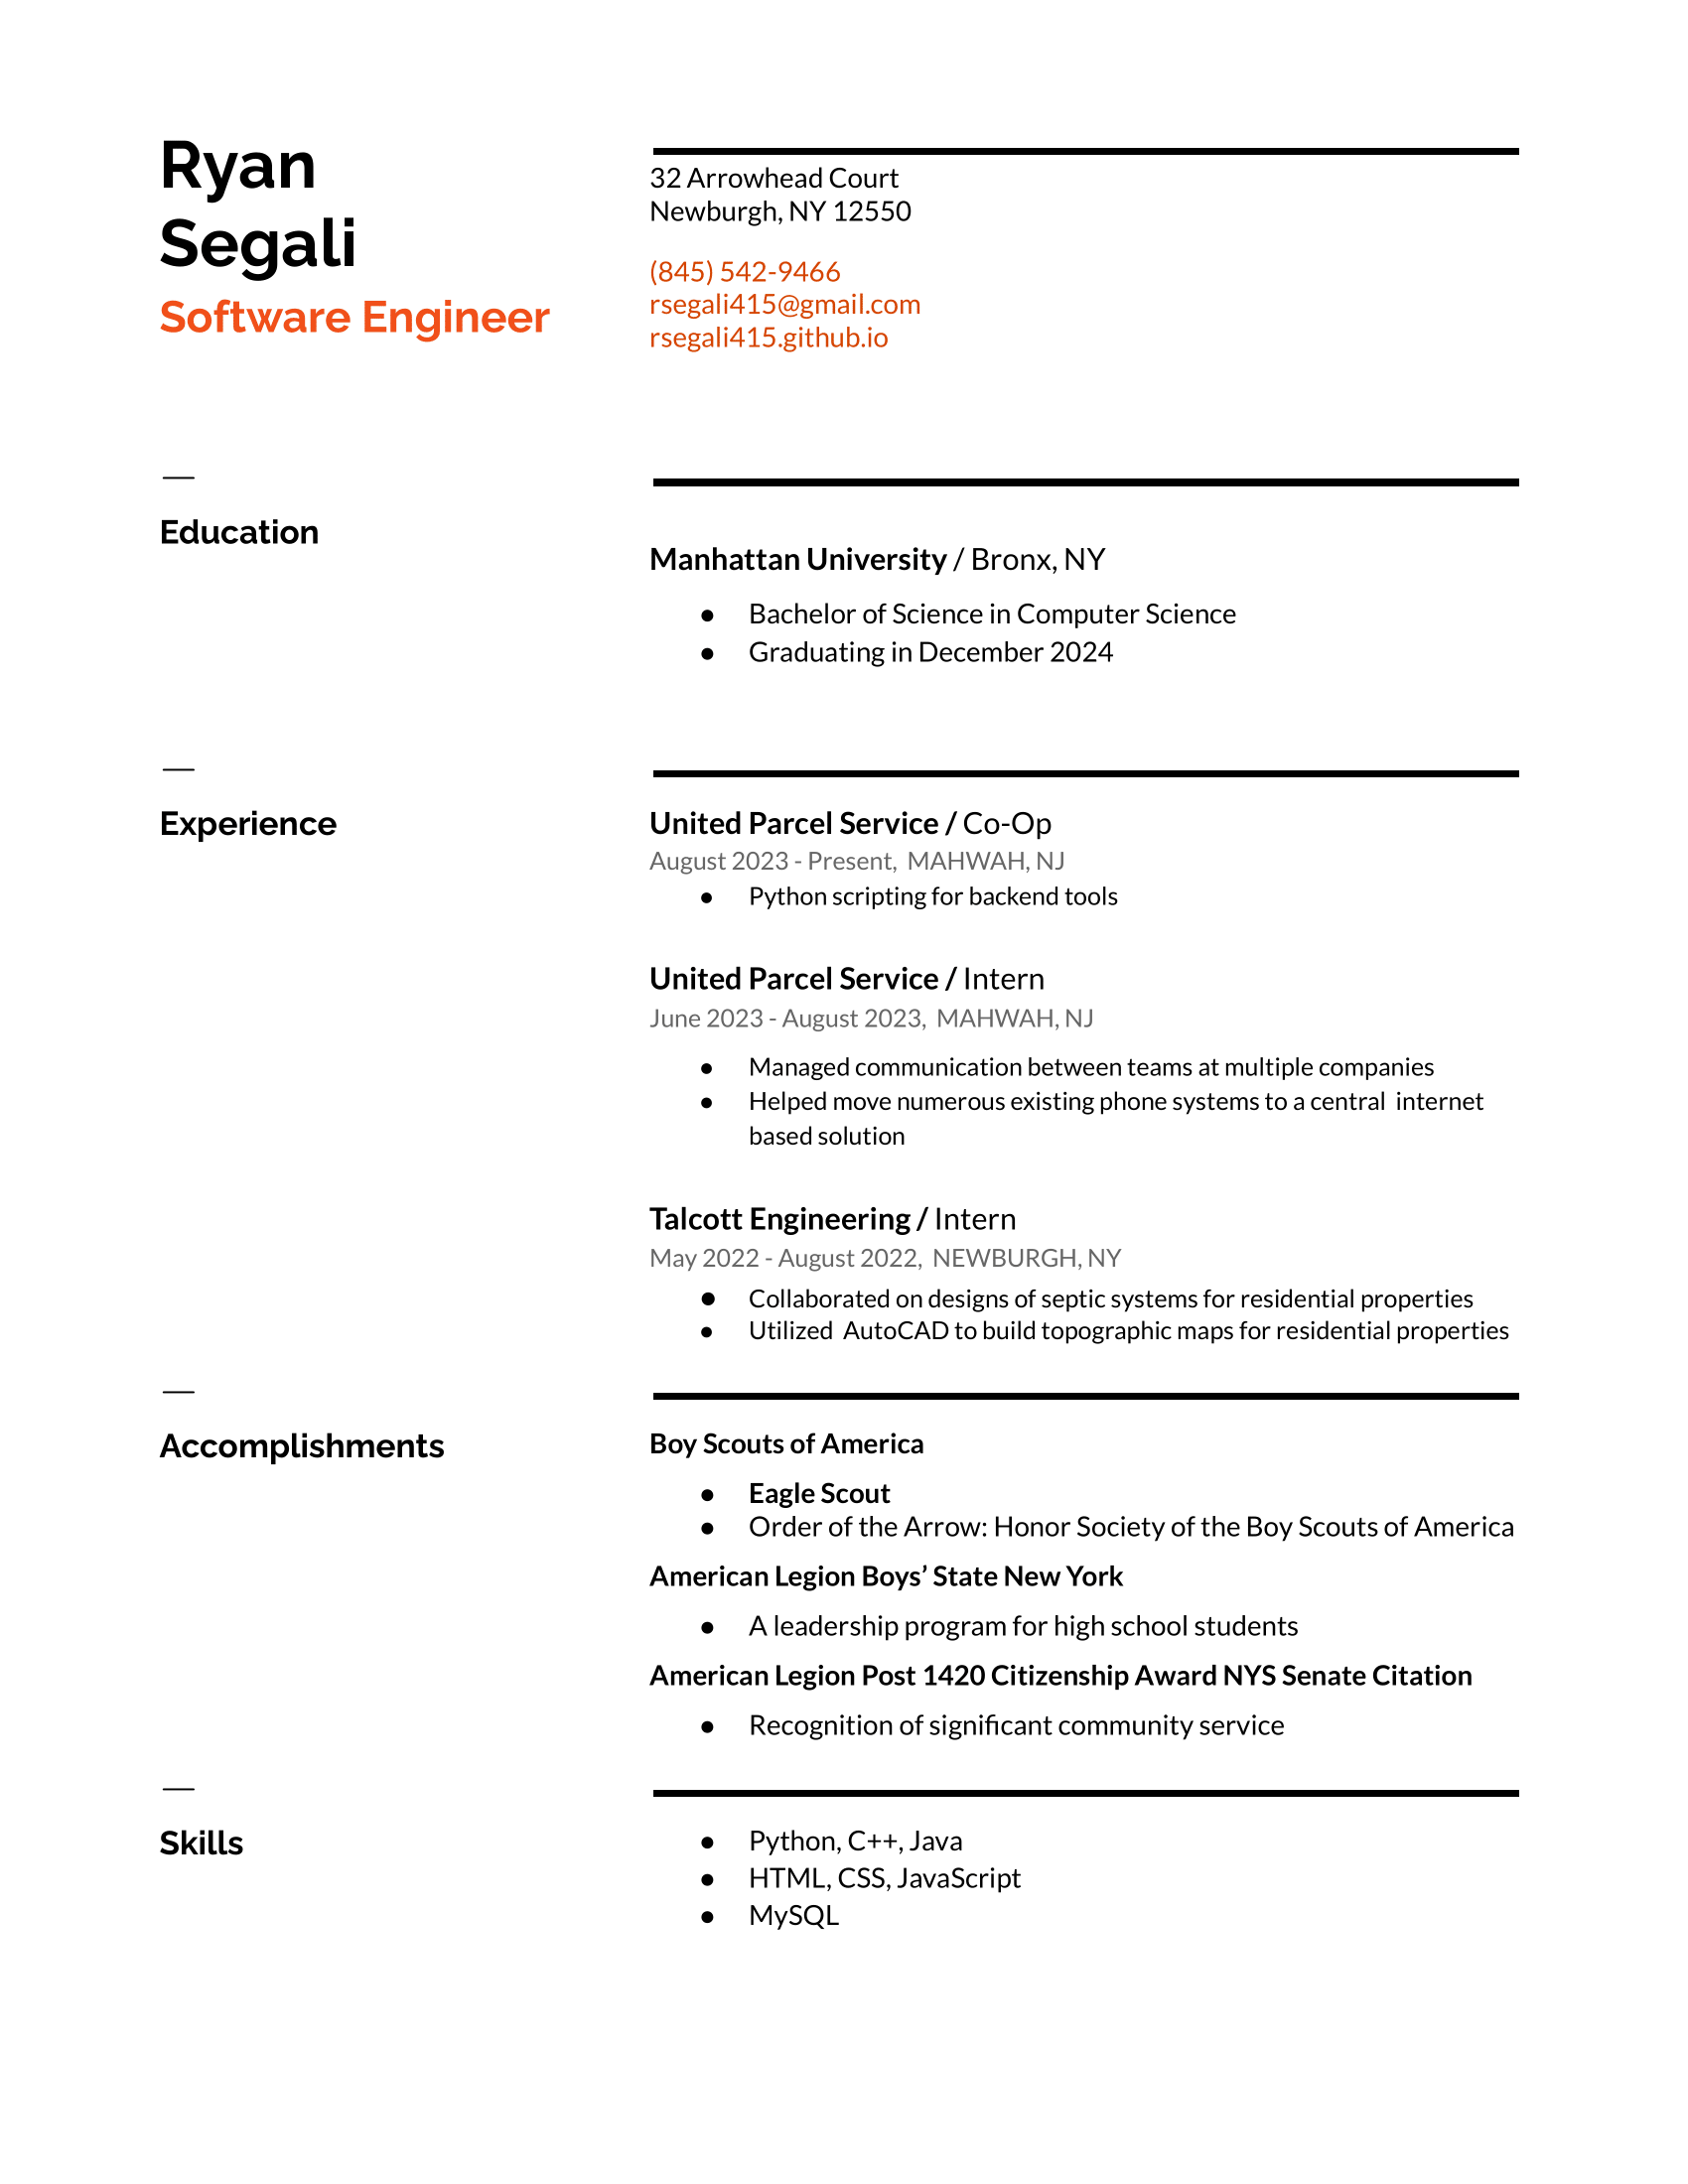 Ryan
Segali
Software Engineer
32 Arrowhead Court
Newburgh, NY 12550
(845) 542-9466
rsegali415@gmail.com
rsegali415.github.io
—
Education
Manhattan University / Bronx, NY
● Bachelor of Science in Computer Science
● Graduating in December 2024
—
Experience
United Parcel Service / Co-Op
August 2023 - Present, MAHWAH, NJ
● Python scripting for backend tools
United Parcel Service / Intern
June 2023 - August 2023, MAHWAH, NJ
● Managed communication between teams at multiple companies
● Helped move numerous existing phone systems to a central internet
based solution
Talcott Engineering / Intern
May 2022 - August 2022, NEWBURGH, NY
● Collaborated on designs of septic systems for residential properties
● Utilized AutoCAD to build topographic maps for residential properties
—
Accomplishments
Boy Scouts of America
● Eagle Scout
● Order of the Arrow: Honor Society of the Boy Scouts of America
American Legion Boys’ State New York
● A leadership program for high school students
American Legion Post 1420 Citizenship Award NYS Senate Citation
● Recognition of significant community service
—
Skills
● Python, C++, Java
● HTML, CSS, JavaScript
● MySQL